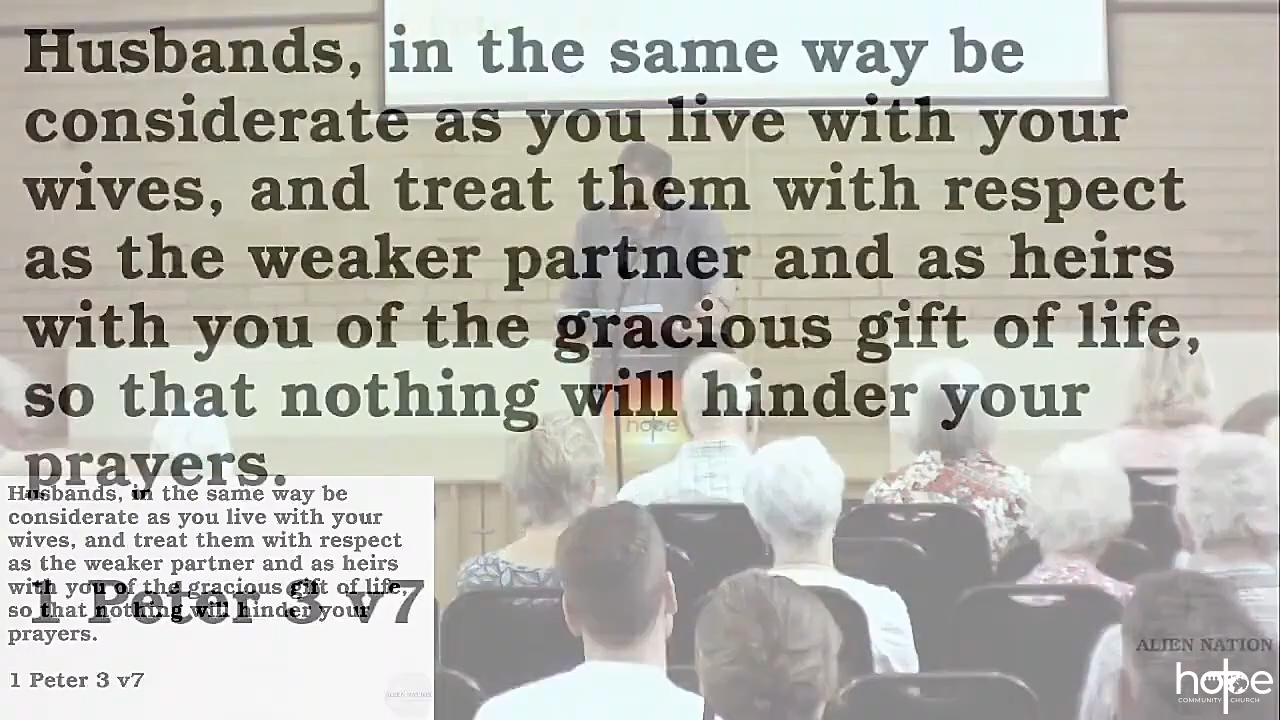 Husbands, in the same way be
considerate as you live with your
wives, and treat them with respect
as the weaker partner and as heirs
with you of the gracious gift of life,
so that nothing will hinder your
prayers.
1 Peter 3 v7
Husbands, in the same way be
considerate as you live with your
wives, and treat them with respect
as the weaker partner and as heirs
with you of the gracious gift of life,
so that nothing will hinder your
prayers.
1 Peter 3 v7
ALIEN NATION
hope
ALIEN NATION
hope
COMMUNITY CHURCH